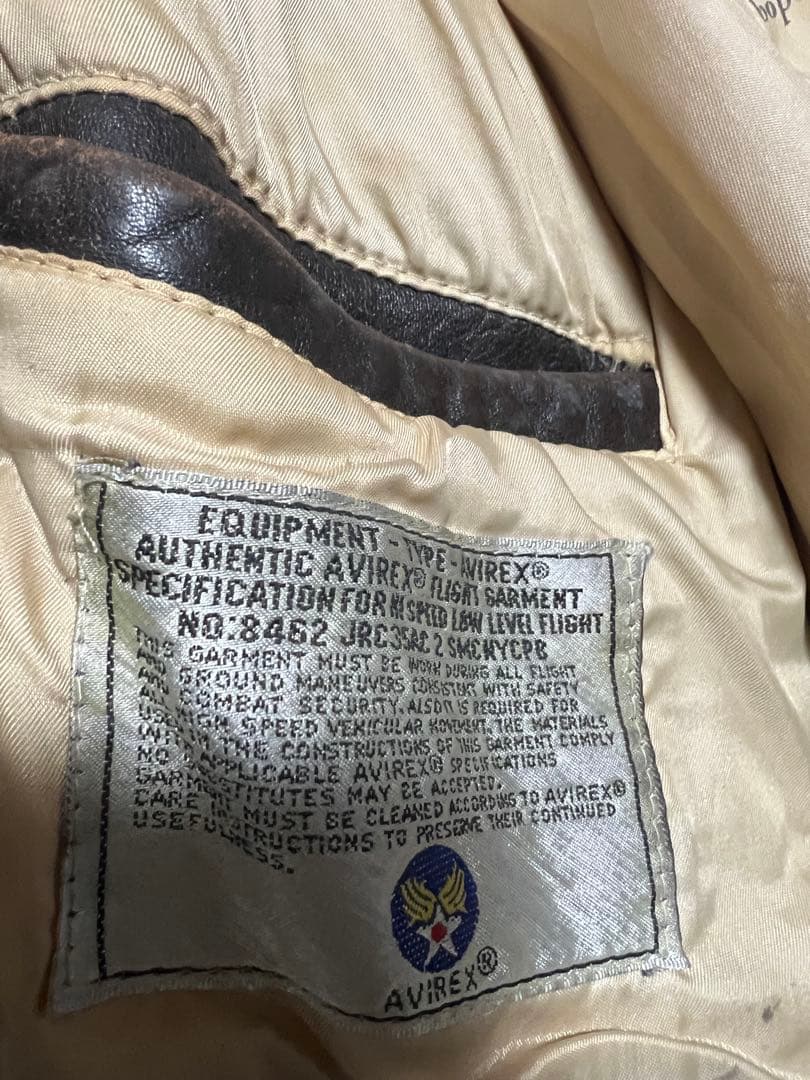 EQUIPMENT - TYPE - AVIREX®
AUTHENTIC AVIREX® FLIGHT GARMENT
SPECIFICATION FOR HI SPEED LOW LEVEL FLIGHT
NO:8462 JRC35AC 2 SMCNYCPB
THIS GARMENT MUST BE WORN DURING ALL FLIGHT
AND GROUND MANEUVERS CONSISTENT WITH SAFETY
AND COMBAT SECURITY. ALSO IT IS REQUIRED FOR
USE HIGH SPEED VEHICULAR MOVEMENT, THE MATERIALS
WITH THE CONSTRUCTIONS OF THIS GARMENT COMPLY
APPLICABLE AVIREX® SPECIFICATIONS
NO SUBSTITUTES MAY BE ACCEPTED.
GARMENT MUST BE CLEANED ACCORDING TO AVIREX®
CARE INSTRUCTIONS TO PRESERVE THEIR CONTINUED
USEFULNESS.
AVIREX®